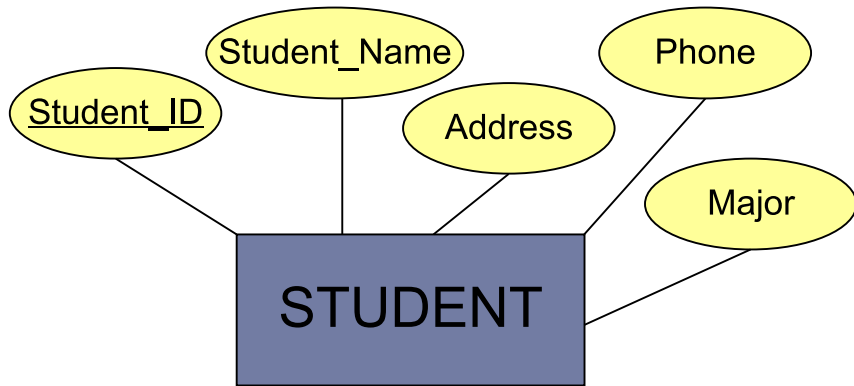 Student_Name
Phone
Student_ID
Address
Major
STUDENT